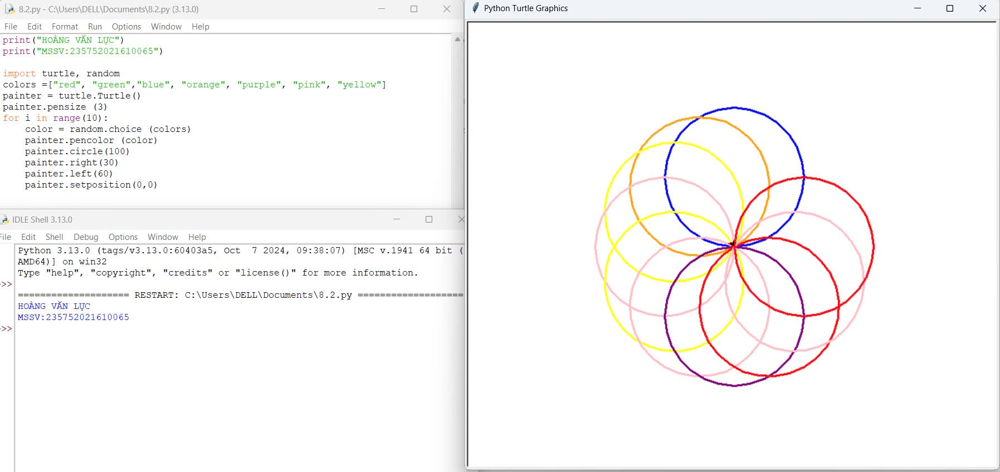 8.2.py - C:\Users\DELL\Documents\8.2.py (3.13.0)
File Edit Format Run Options Window Help
print("HOÀNG VĂN LỰC")
print("MSSV:235752021610065")
import turtle, random
colors =["red", "green","blue", "orange", "purple", "pink", "yellow"]
painter = turtle.Turtle()
painter.pensize (3)
for i in range(10):
    color = random.choice (colors)
    painter.pencolor (color)
    painter.circle(100)
    painter.right(30)
    painter.left(60)
    painter.setposition(0,0)
IDLE Shell 3.13.0
File Edit Shell Debug Options Window Help
Python 3.13.0 (tags/v3.13.0:60403a5, Oct  7 2024, 09:38:07) [MSC v.1941 64 bit (
AMD64)] on win32
Type "help", "copyright", "credits" or "license()" for more information.
>>
==================== RESTART: C:\Users\DELL\Documents\8.2.py ===================
HOÀNG VĂN LỰC
MSSV:235752021610065
>>
Python Turtle Graphics